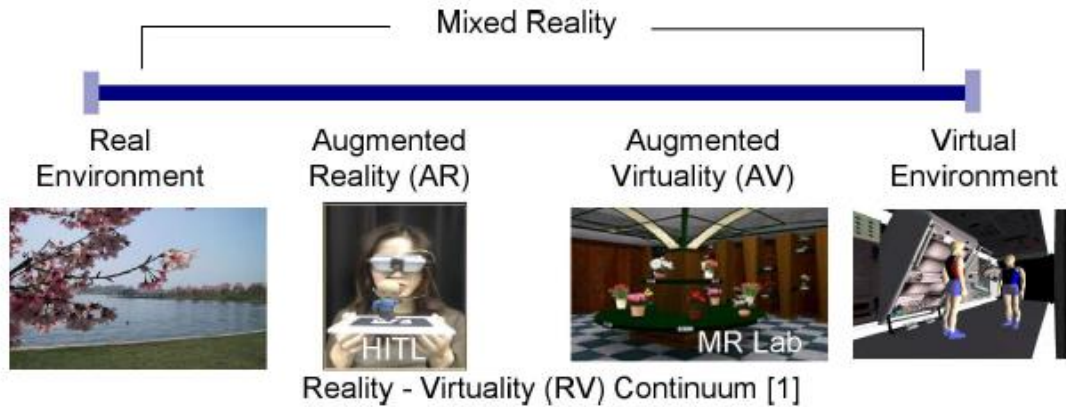 Mixed Reality
Real
Environment
Augmented
Reality (AR)
Augmented
Virtuality (AV)
Virtual
Environment
HITL
MR Lab
Reality - Virtuality (RV) Continuum [1]